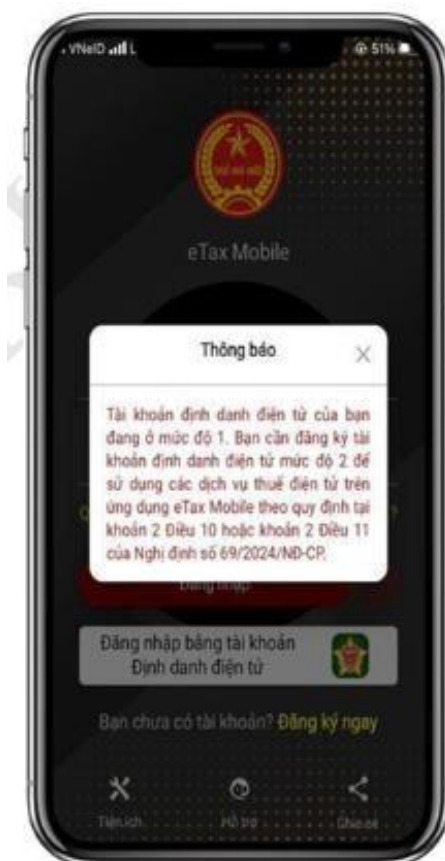 VNeID
51%
eTax Mobile
Thông báo
Tài khoản định danh điện tử của bạn
đang ở mức độ 1. Bạn cần đăng ký tài
khoản định danh điện tử mức độ 2 để
sử dụng các dịch vụ thuế điện tử trên
ứng dụng eTax Mobile theo quy định tại
khoản 2 Điều 10 hoặc khoản 2 Điều 11
của Nghị định số 69/2024/NĐ-CP.
Đăng nhập
Đăng nhập bằng tài khoản
Định danh điện tử
Bạn chưa có tài khoản? Đăng ký ngay
Tiện ích
Hỗ trợ
Chia sẻ